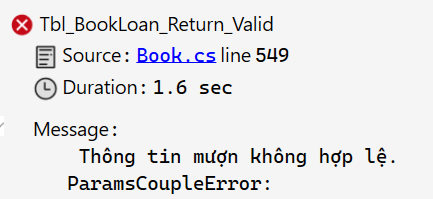 Tbl_BookLoan_Return_Valid
Source: Book.cs line 549
Duration: 1.6 sec
Message:
Thông tin mượn không hợp lệ.
ParamsCoupleError: